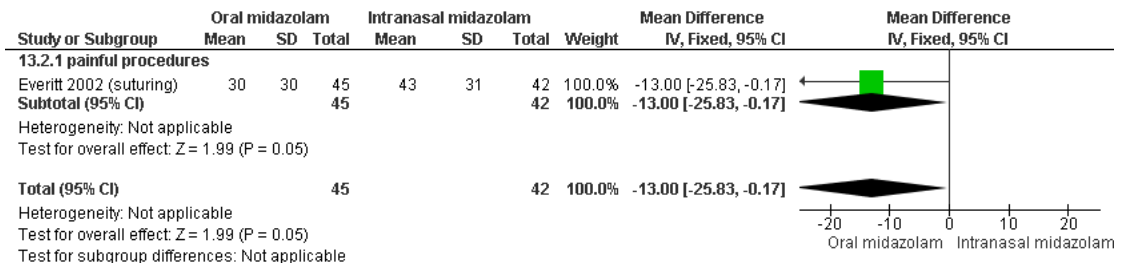 Oral midazolam Intranasal midazolam Mean Difference Mean Difference
Study or Subgroup Mean SD Total Mean SD Total Weight IV, Fixed, 95% CI IV, Fixed, 95% CI
13.2.1 painful procedures
Everitt 2002 (suturing) 30 30 45 43 31 42 100.0% -13.00 [-25.83, -0.17]
Subtotal (95% CI) 45 42 100.0% -13.00 [-25.83, -0.17]
Heterogeneity: Not applicable
Test for overall effect: Z = 1.99 (P = 0.05)
Total (95% CI) 45 42 100.0% -13.00 [-25.83, -0.17]
Heterogeneity: Not applicable
Test for overall effect: Z = 1.99 (P = 0.05)
Test for subgroup differences: Not applicable
-20 -10 0 10 20
Oral midazolam Intranasal midazolam